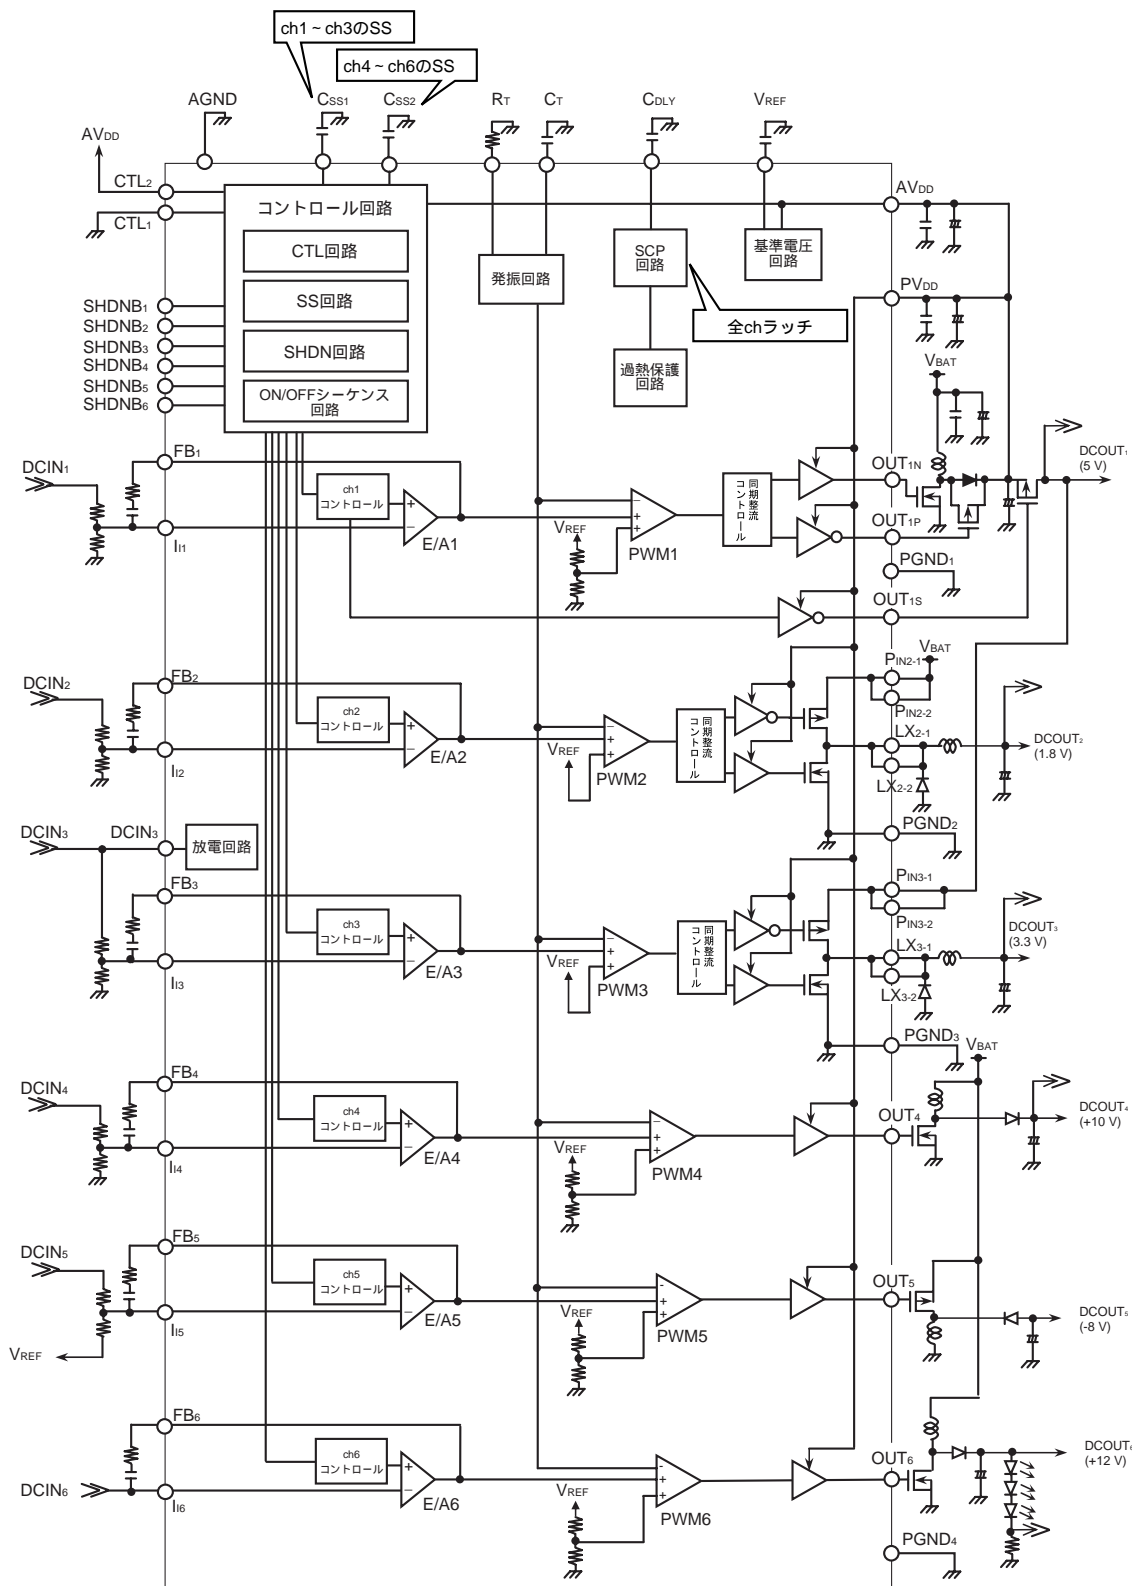 ch1 ~ ch3のSS
ch4 ~ ch6のSS
AGND
CSS1
CSS2
RT
CT
CDLY
VREF
AVDD
CTL2
CTL1
コントロール回路
CTL回路
SS回路
SHDN回路
ON/OFFシーケンス
回路
発振回路
SCP
回路
基準電圧
回路
全chラッチ
過熱保護
回路
AVDD
PVDD
VBAT
SHDNB1
SHDNB2
SHDNB3
SHDNB4
SHDNB5
SHDNB6
DCIN1
FB1
II1
ch1
コントロール
+
−
E/A1
VREF
−
+
+
PWM1
同期整流
コントロール
OUT1N
OUT1P
PGND1
OUT1S
DCOUT1
(5 V)
DCIN2
FB2
II2
ch2
コントロール
+
−
E/A2
VREF
−
+
+
PWM2
同期整流
コントロール
PIN2-1
VBAT
PIN2-2
LX2-1
LX2-2
PGND2
DCOUT2
(1.8 V)
DCIN3
DCIN3
放電回路
FB3
II3
ch3
コントロール
+
−
E/A3
VREF
−
+
+
PWM3
同期整流
コントロール
PIN3-1
PIN3-2
LX3-1
LX3-2
PGND3
DCOUT3
(3.3 V)
VBAT
DCIN4
FB4
II4
ch4
コントロール
+
−
E/A4
VREF
−
+
+
PWM4
OUT4
DCOUT4
(+10 V)
DCIN5
FB5
II5
VREF
ch5
コントロール
+
−
E/A5
VREF
-
+
+
PWM5
OUT5
DCOUT5
(-8 V)
DCIN6
FB6
II6
ch6
コントロール
+
−
E/A6
VREF
-
+
+
PWM6
OUT6
DCOUT6
(+12 V)
PGND4